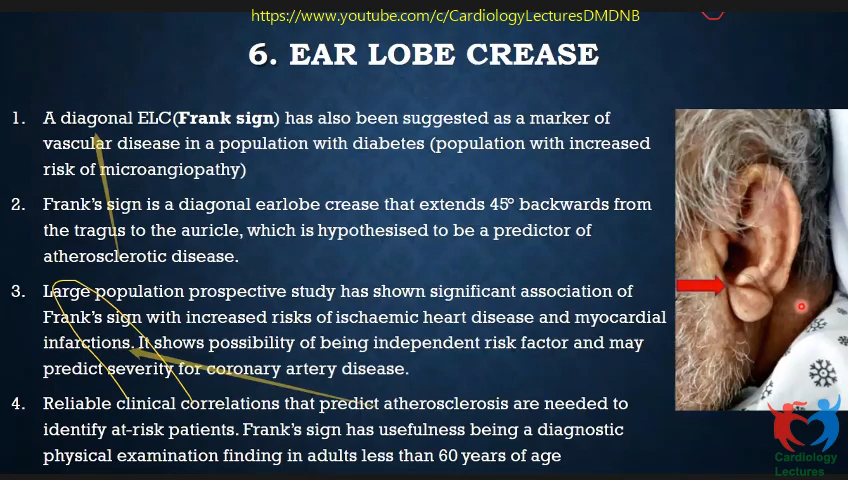 https://www.youtube.com/c/CardiologyLecturesDMDNB
6. EAR LOBE CREASE
1. A diagonal ELC(Frank sign) has also been suggested as a marker of
vascular disease in a population with diabetes (population with increased
risk of microangiopathy)
2. Frank's sign is a diagonal earlobe crease that extends 45° backwards from
the tragus to the auricle, which is hypothesised to be a predictor of
atherosclerotic disease.
3. Large population prospective study has shown significant association of
Frank's sign with increased risks of ischaemic heart disease and myocardial
infarctions. It shows possibility of being independent risk factor and may
predict severity for coronary artery disease.
4. Reliable clinical correlations that predict atherosclerosis are needed to
identify at-risk patients. Frank's sign has usefulness being a diagnostic
physical examination finding in adults less than 60 years of age
Cardiology
Lectures